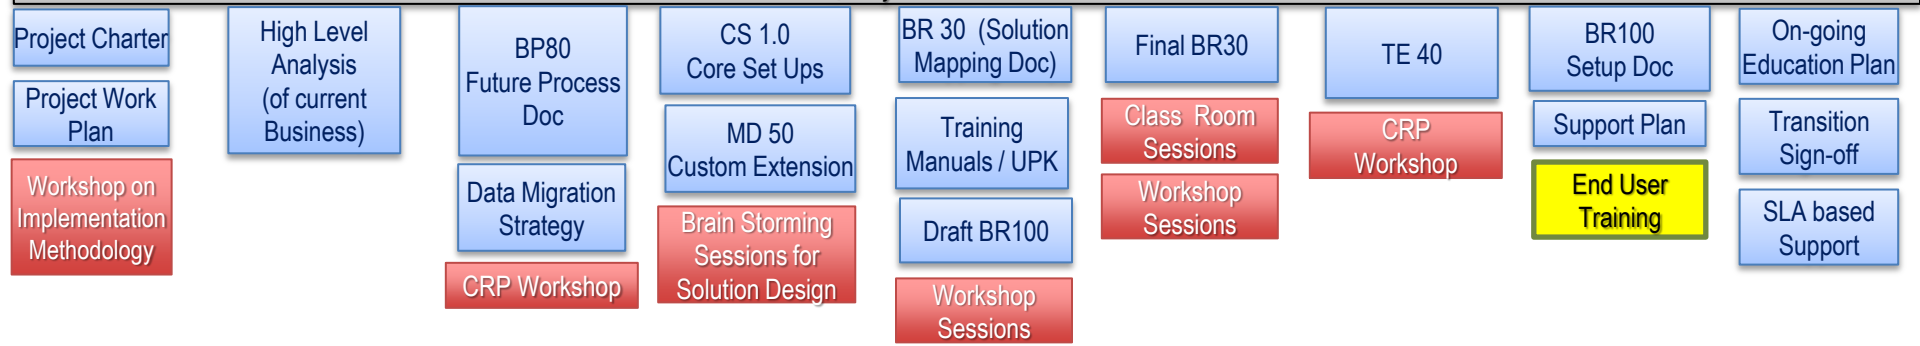 Project Charter
Project Work
Plan
Workshop on
Implementation
Methodology
High Level
Analysis
(of current
Business)
BP80
Future Process
Doc
Data Migration
Strategy
CRP Workshop
CS 1.0
Core Set Ups
MD 50
Custom Extension
Brain Storming
Sessions for
Solution Design
BR 30 (Solution
Mapping Doc)
Training
Manuals / UPK
Draft BR100
Workshop
Sessions
Final BR30
Class Room
Sessions
Workshop
Sessions
TE 40
CRP
Workshop
BR100
Setup Doc
Support Plan
End User
Training
On-going
Education Plan
Transition
Sign-off
SLA based
Support